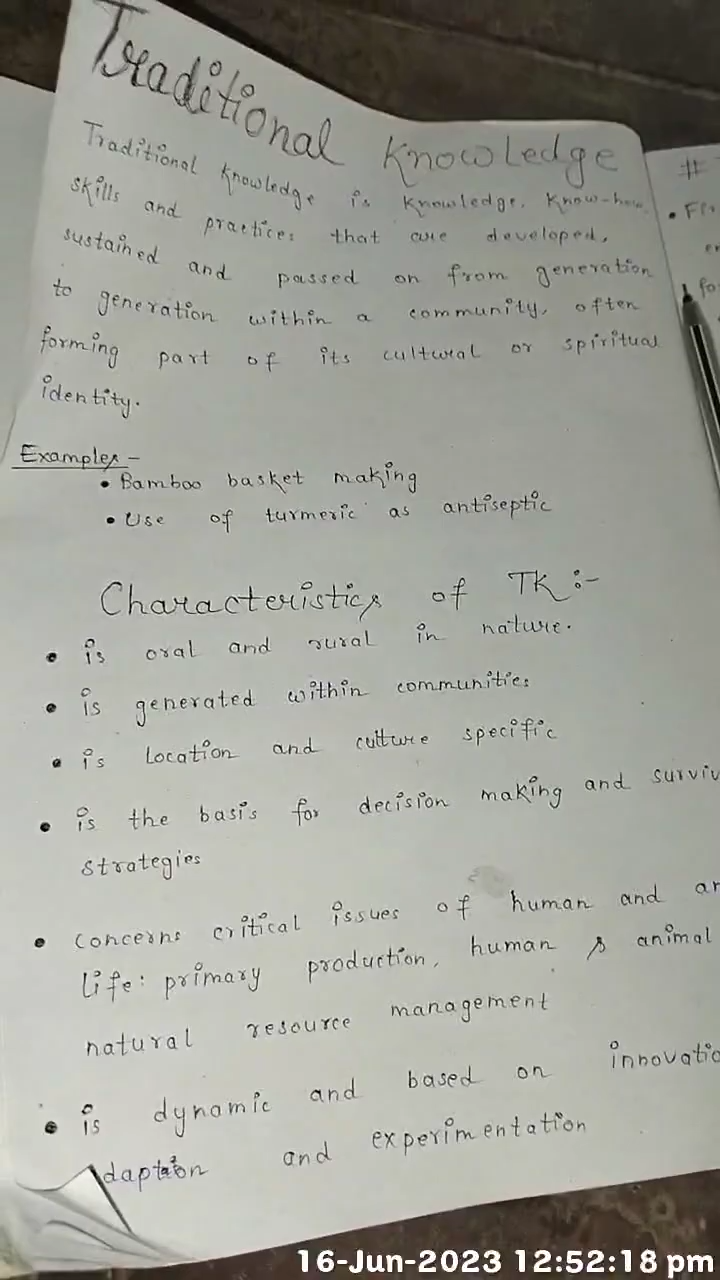 Traditional Knowledge
Traditional knowledge is knowledge, know-how,
skills and practices that are developed,
sustained and passed on from generation
to generation within a community, often
forming part of its cultural or spiritual
identity.
Examples -
• Bamboo basket making
• Use of turmeric as antiseptic
Characteristics of TK :-
• is oral and rural in nature.
• is generated within communities
• is location and culture specific
• is the basis for decision making and surviv
strategies
• concerns critical issues of human and an
life: primary production, human & animal
natural resource management
• is dynamic and based on innovatio
daption and experimentation
#
16-Jun-2023 12:52:18 pm